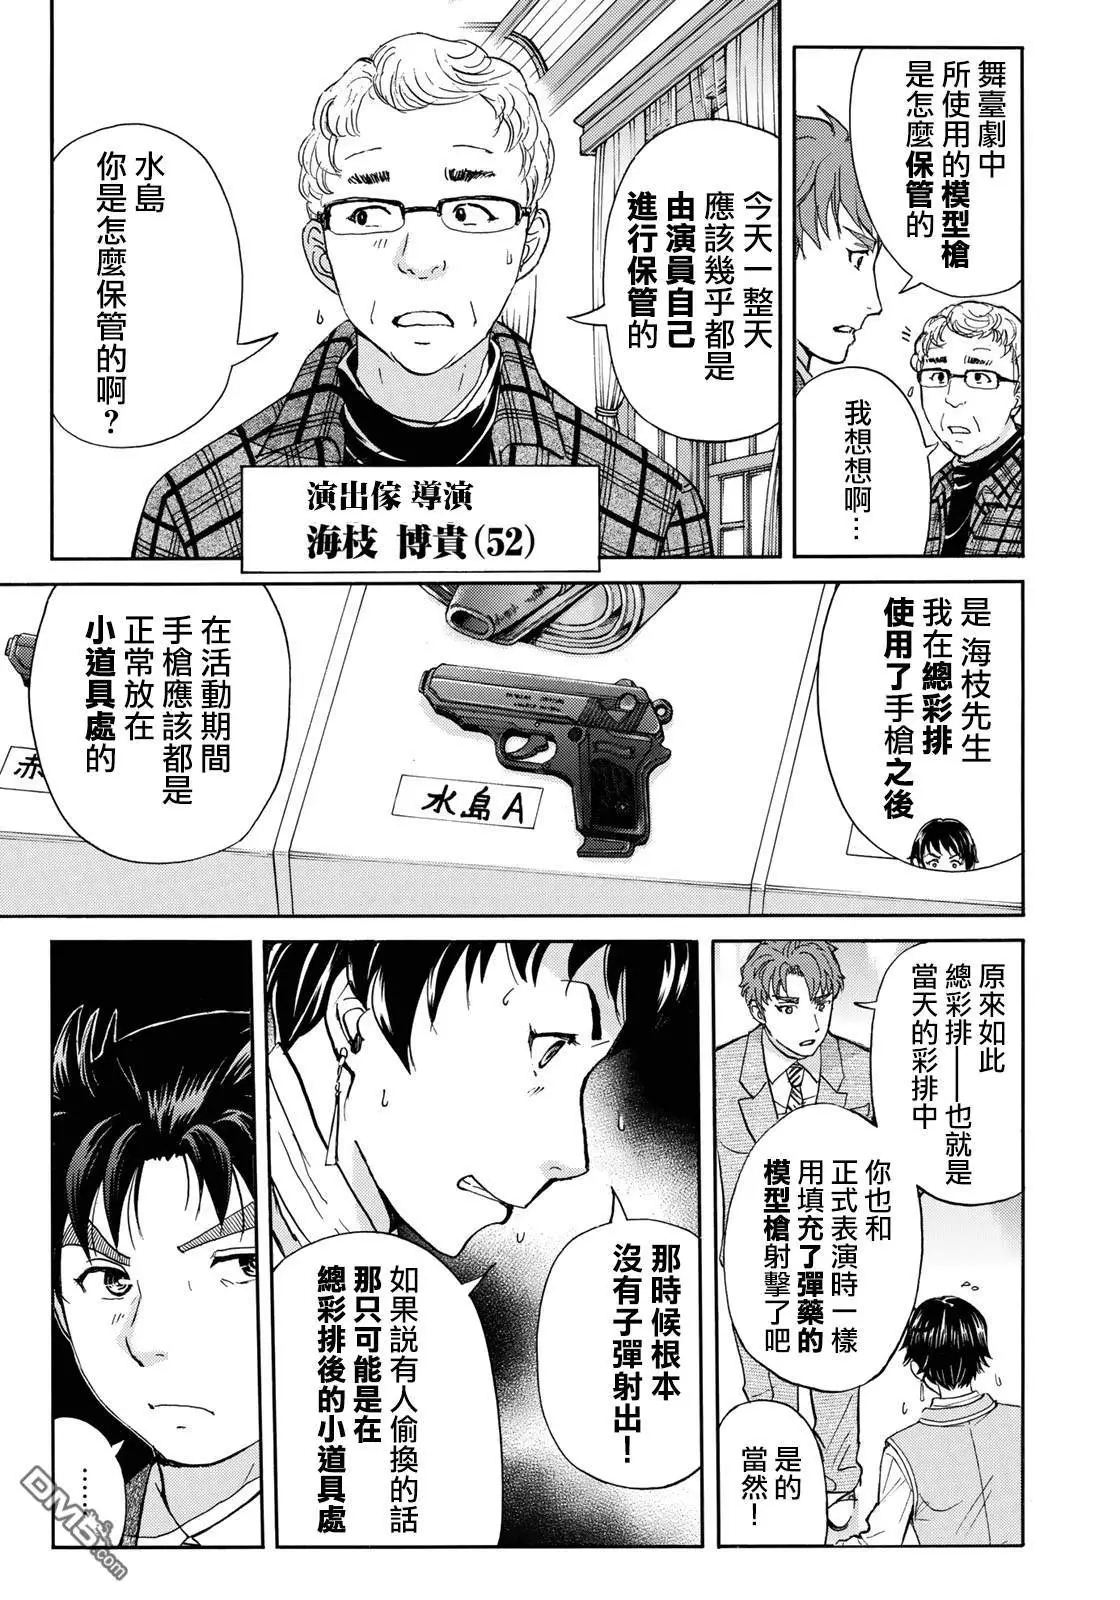 舞臺劇中
所使用的模型槍
是怎麼保管的
我想想啊…
今天一整天
應該幾乎都是
由演員自己
進行保管的
水島
你是怎麼保管的啊?
演出傢 導演
海枝 博貴(52)
是 海枝先生
我在總彩排
使用了手槍之後
在活動期間
手槍應該都是
正常放在
小道具處的
水島A
赤
原來如此
總彩排──也就是
當天的彩排中
你也和
正式表演時一樣
用填充了彈藥的
模型槍射擊了吧
是的
當然！
那時候根本
沒有子彈射出！
如果說有人偷換的話
那只可能是在
總彩排後的小道具處
……
DM5.com